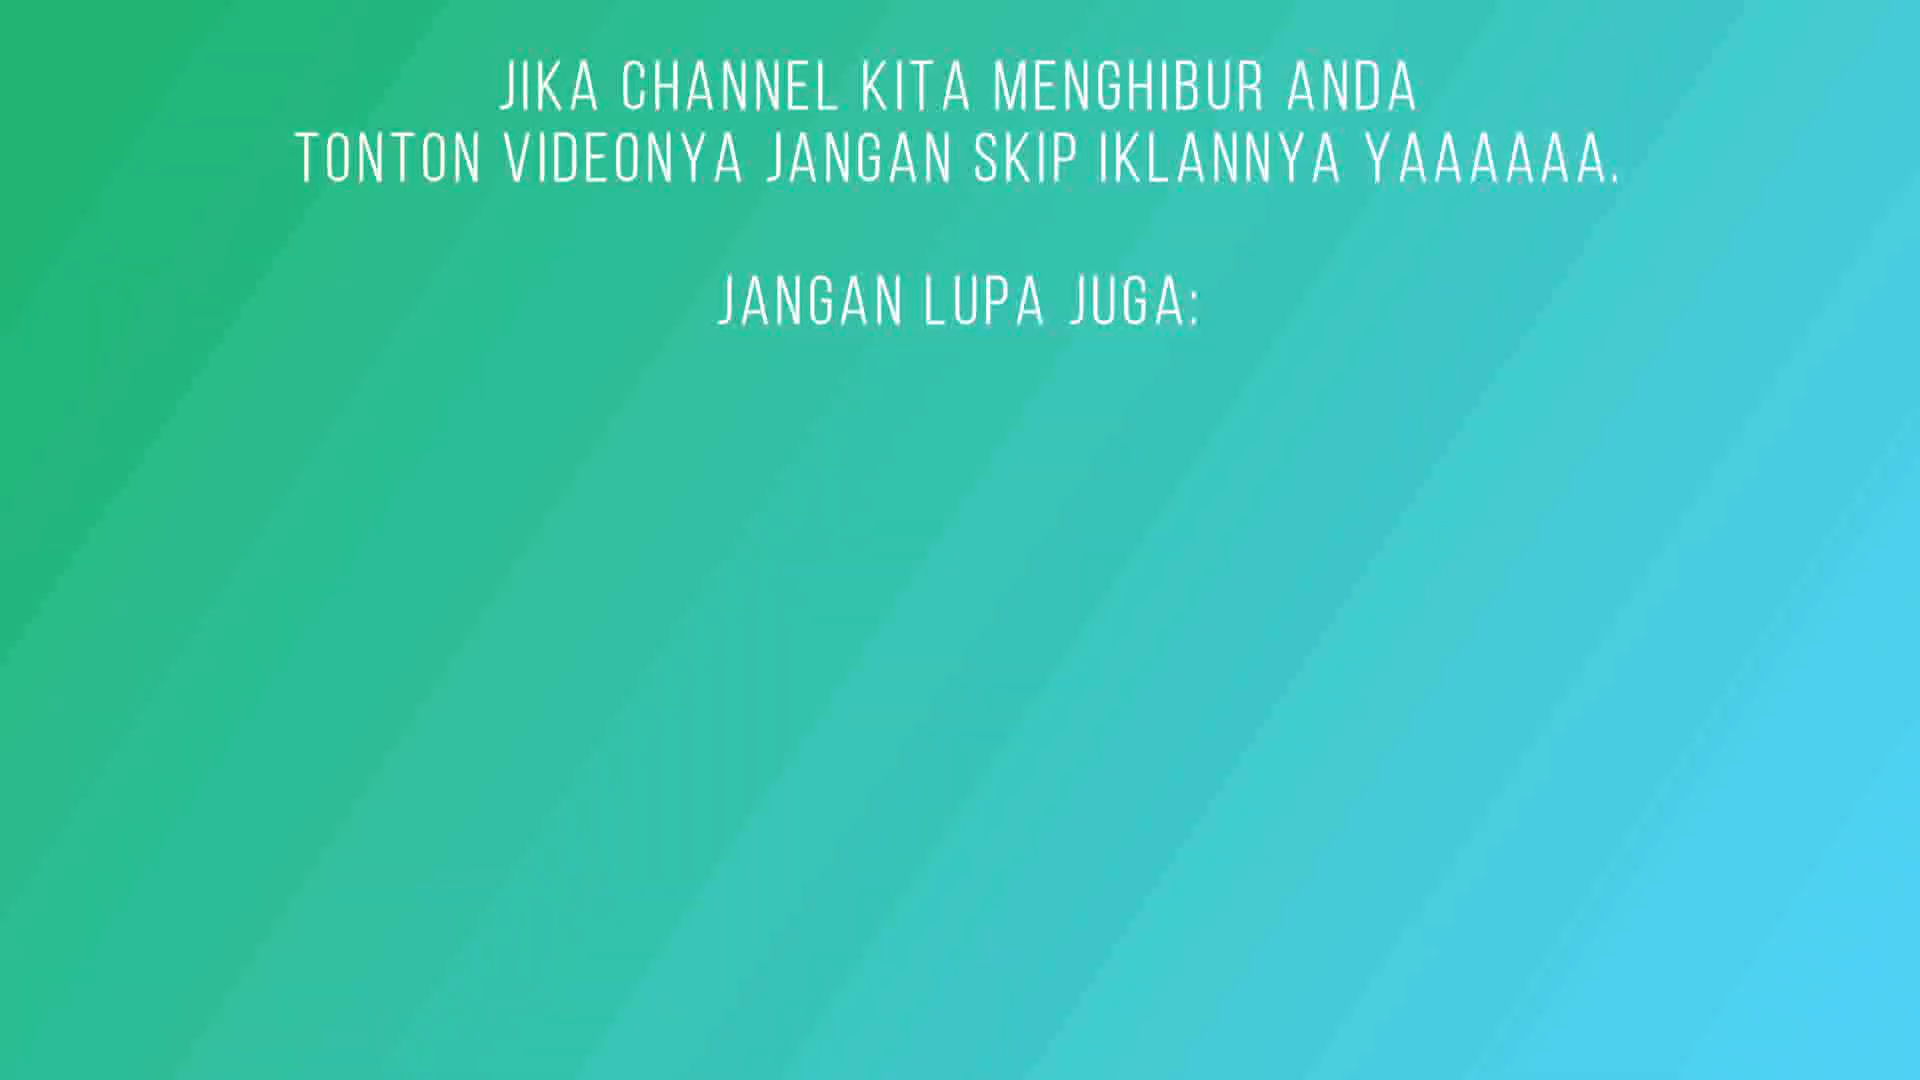 JIKA CHANNEL KITA MENGHIBUR ANDA
TONTON VIDEONYA JANGAN SKIP IKLANNYA YAAAAAA.
JANGAN LUPA JUGA: